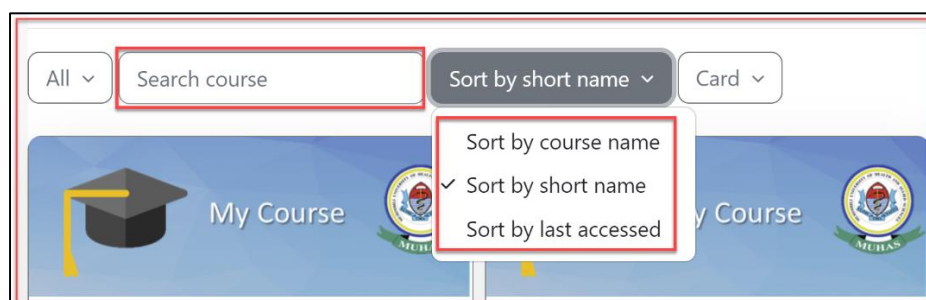 All
Search course
Sort by short name
Card
Sort by course name
Sort by short name
Sort by last accessed
My Course
y Course
MUHAS